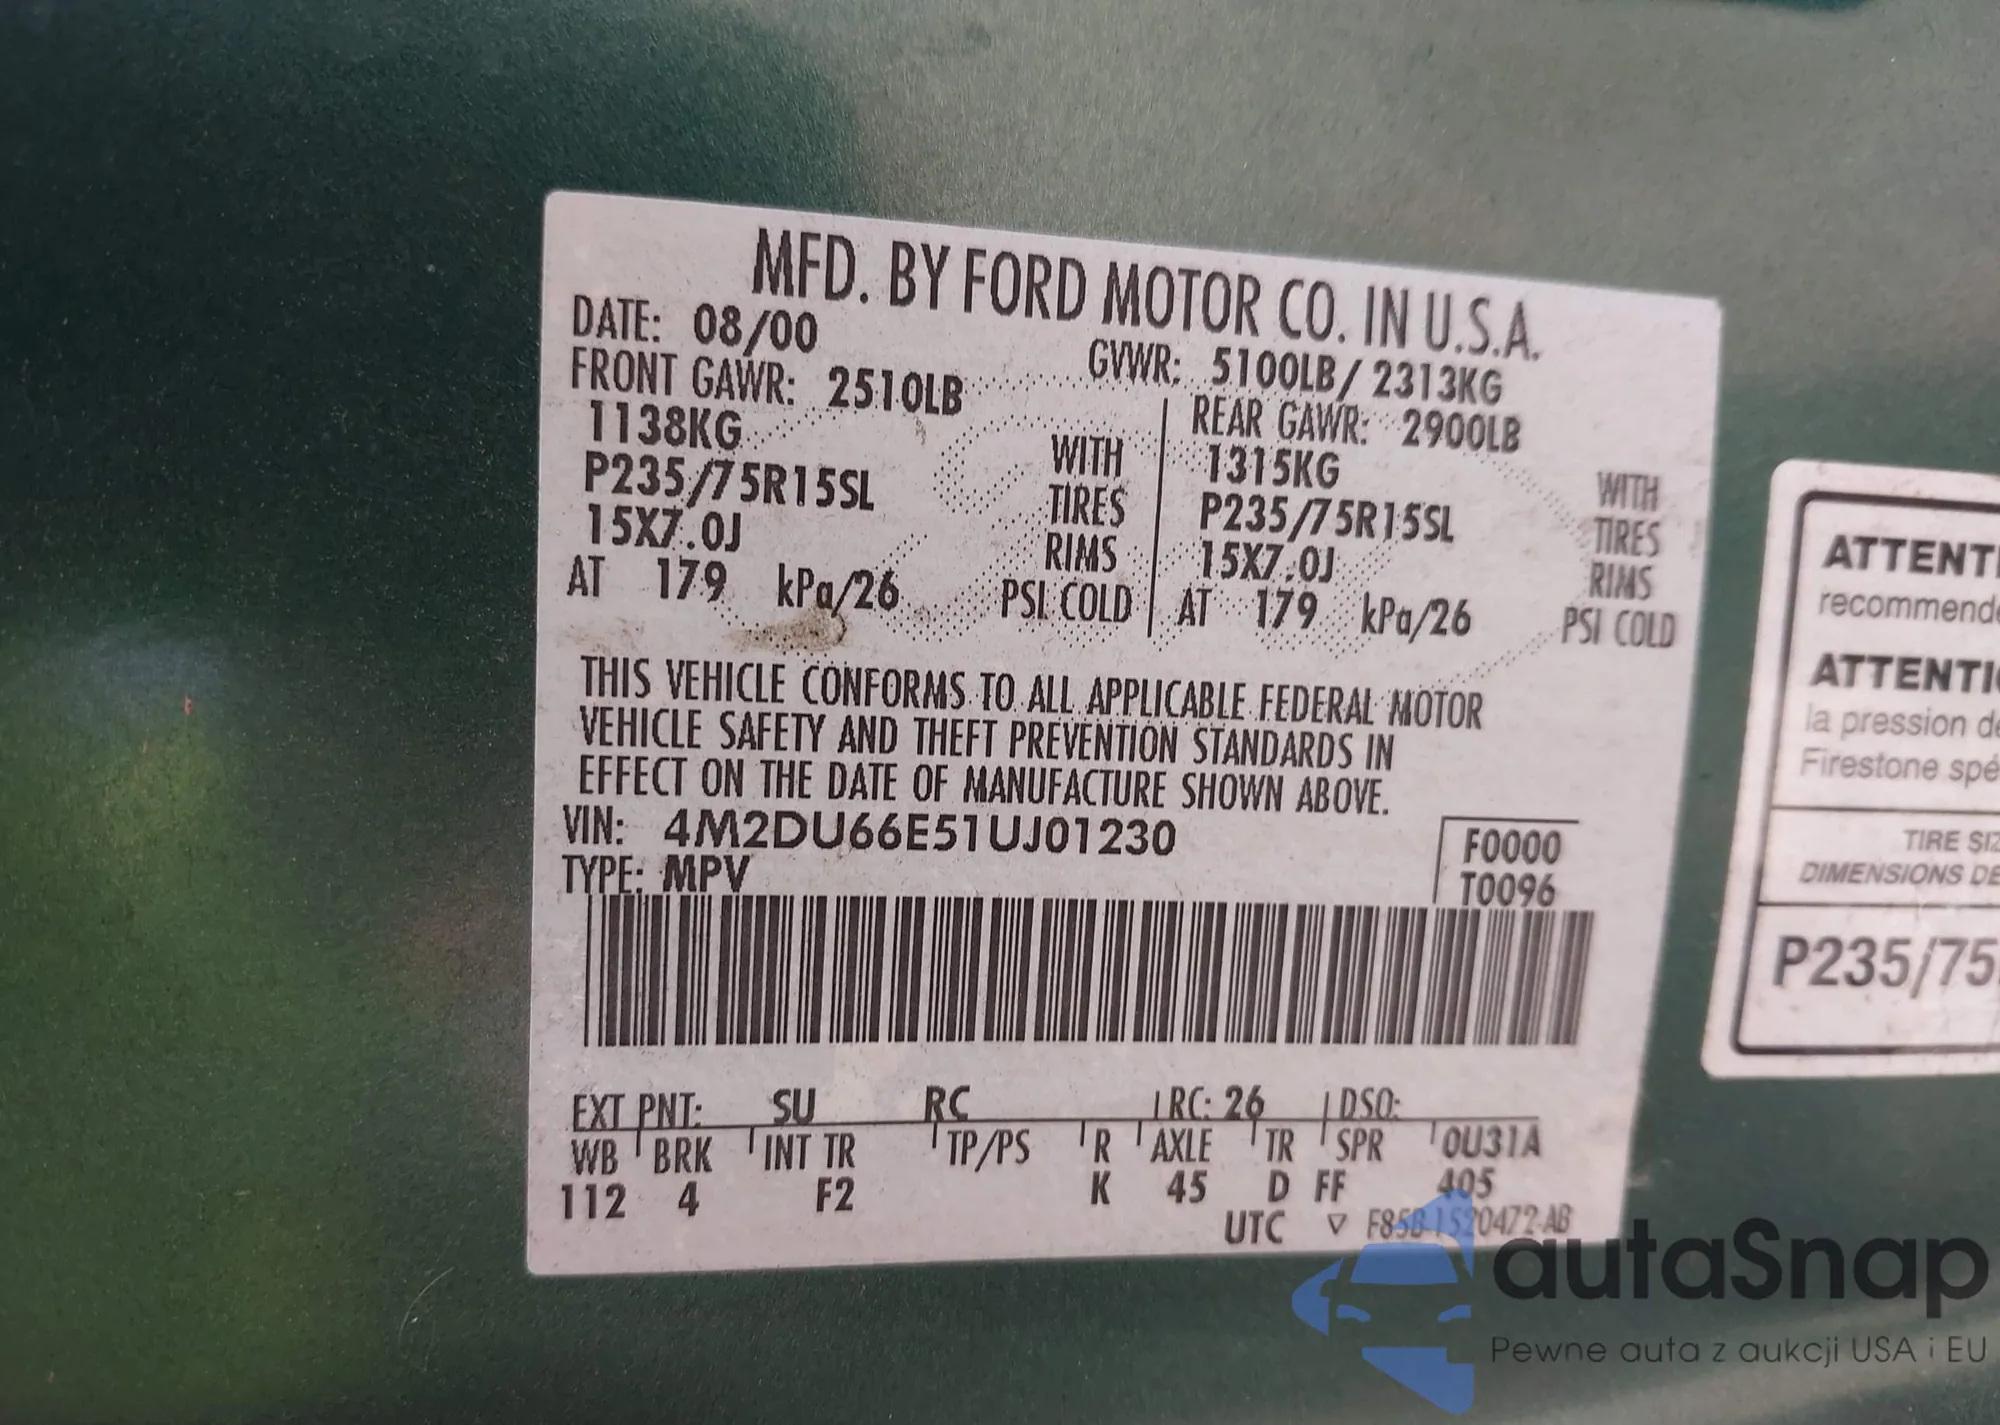 MFD. BY FORD MOTOR CO. IN U.S.A.
DATE: 08/00
GVWR: 5100LB/ 2313KG
FRONT GAWR: 2510LB
1138KG WITH
P235/75R15SL TIRES
15X7.0J RIMS
AT 179 kPa/26 PSI COLD
REAR GAWR: 2900LB
1315KG WITH
P235/75R15SL TIRES
15X7.0J RIMS
AT 179 kPa/26 PSI COLD
THIS VEHICLE CONFORMS TO ALL APPLICABLE FEDERAL MOTOR
VEHICLE SAFETY AND THEFT PREVENTION STANDARDS IN
EFFECT ON THE DATE OF MANUFACTURE SHOWN ABOVE.
VIN: 4M2DU66E51UJ01230
TYPE: MPV
F0000
T0096
EXT PNT: SU RC RC: 26 DSO:
WB BRK INT TR TP/PS R AXLE TR SPR 0U31A
112 4 F2 K 45 D FF 405
UTC ▽ F85B 1520472-AB
ATTENTI
recommende
ATTENTIO
la pression de
Firestone spé
TIRE SIZ
DIMENSIONS DE
P235/75
autaSnap
Pewne auta z aukcji USA i EU